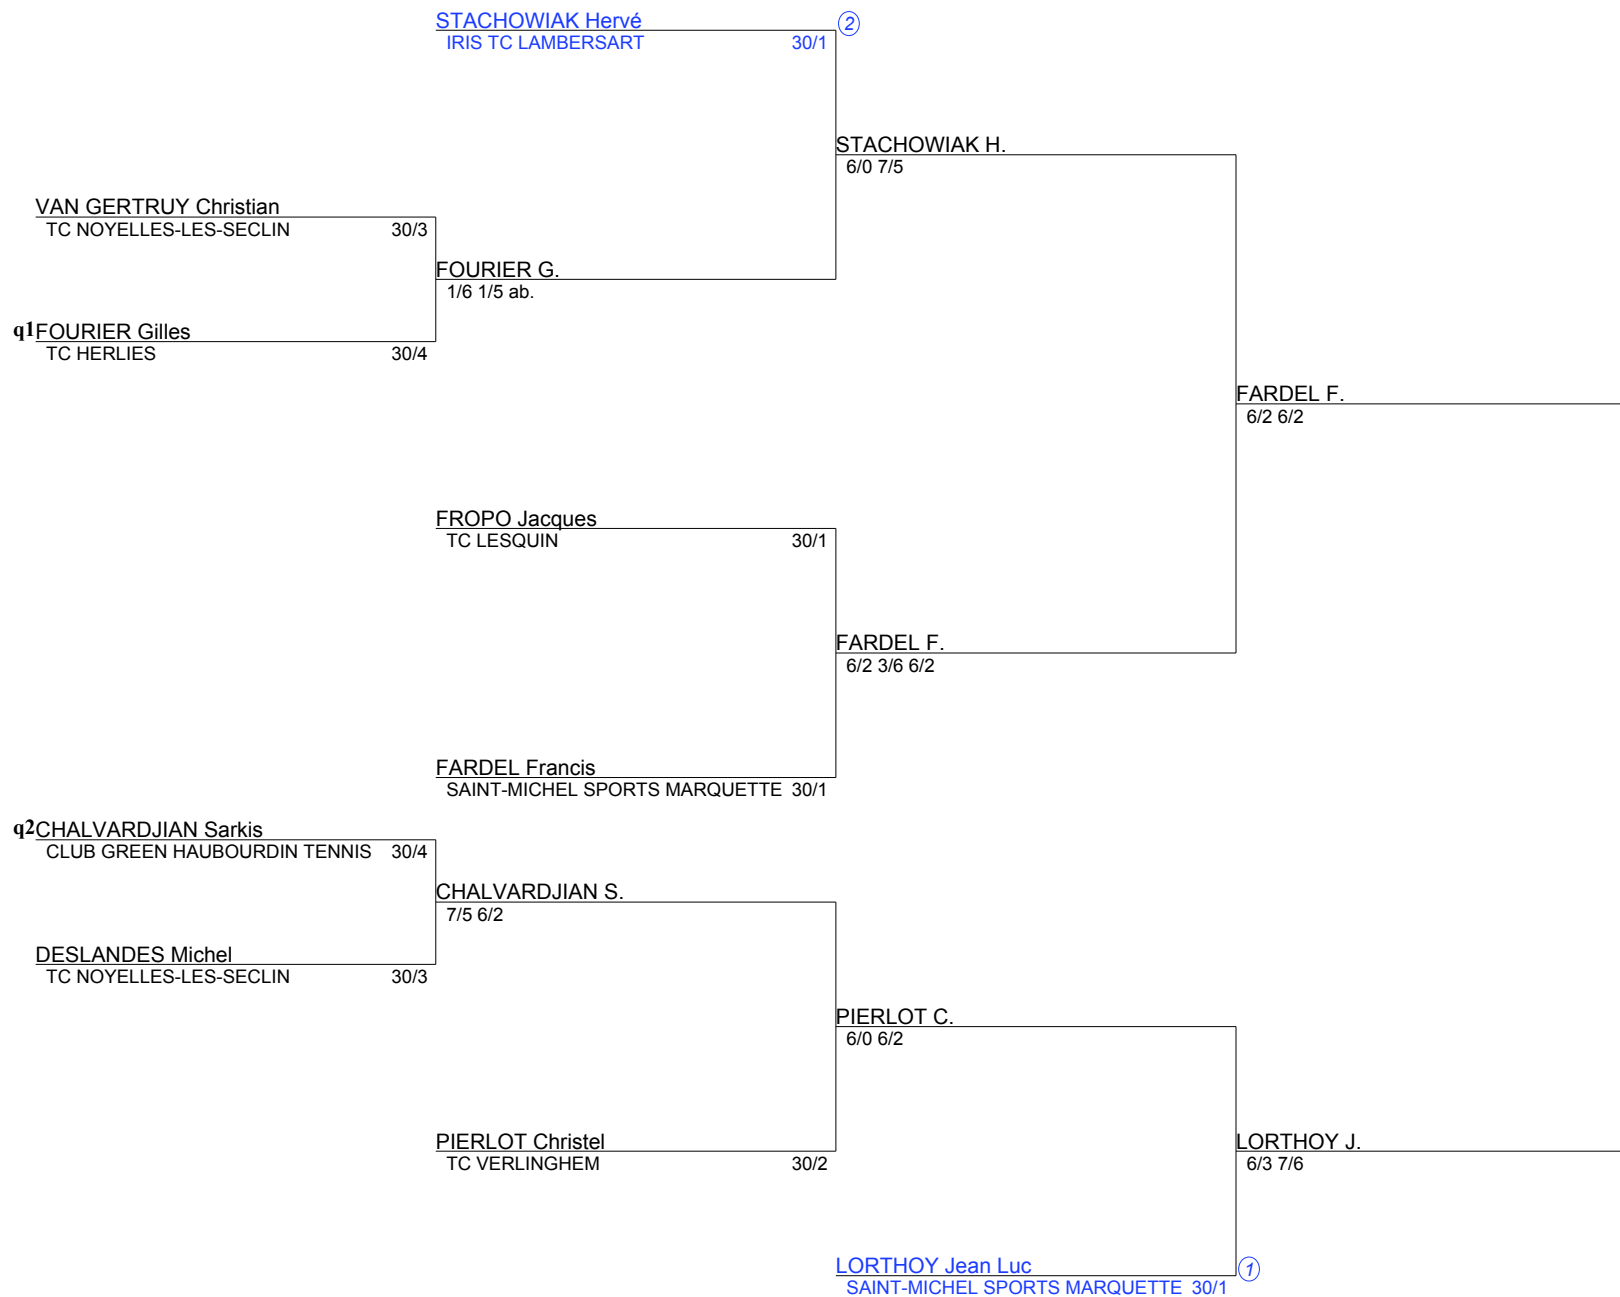 STACHOWIAK Hervé 2
IRIS TC LAMBERSART 30/1
STACHOWIAK H.
6/0 7/5
VAN GERTRUY Christian
TC NOYELLES-LES-SECLIN 30/3
FOURIER G.
1/6 1/5 ab.
q1 FOURIER Gilles
TC HERLIES 30/4
FARDEL F.
6/2 6/2
FROPO Jacques
TC LESQUIN 30/1
FARDEL F.
6/2 3/6 6/2
FARDEL Francis
SAINT-MICHEL SPORTS MARQUETTE 30/1
q2 CHALVARDJIAN Sarkis
CLUB GREEN HAUBOURDIN TENNIS 30/4
CHALVARDJIAN S.
7/5 6/2
DESLANDES Michel
TC NOYELLES-LES-SECLIN 30/3
PIERLOT C.
6/0 6/2
PIERLOT Christel
TC VERLINGHEM 30/2
LORTHOY J.
6/3 7/6
LORTHOY Jean Luc 1
SAINT-MICHEL SPORTS MARQUETTE 30/1